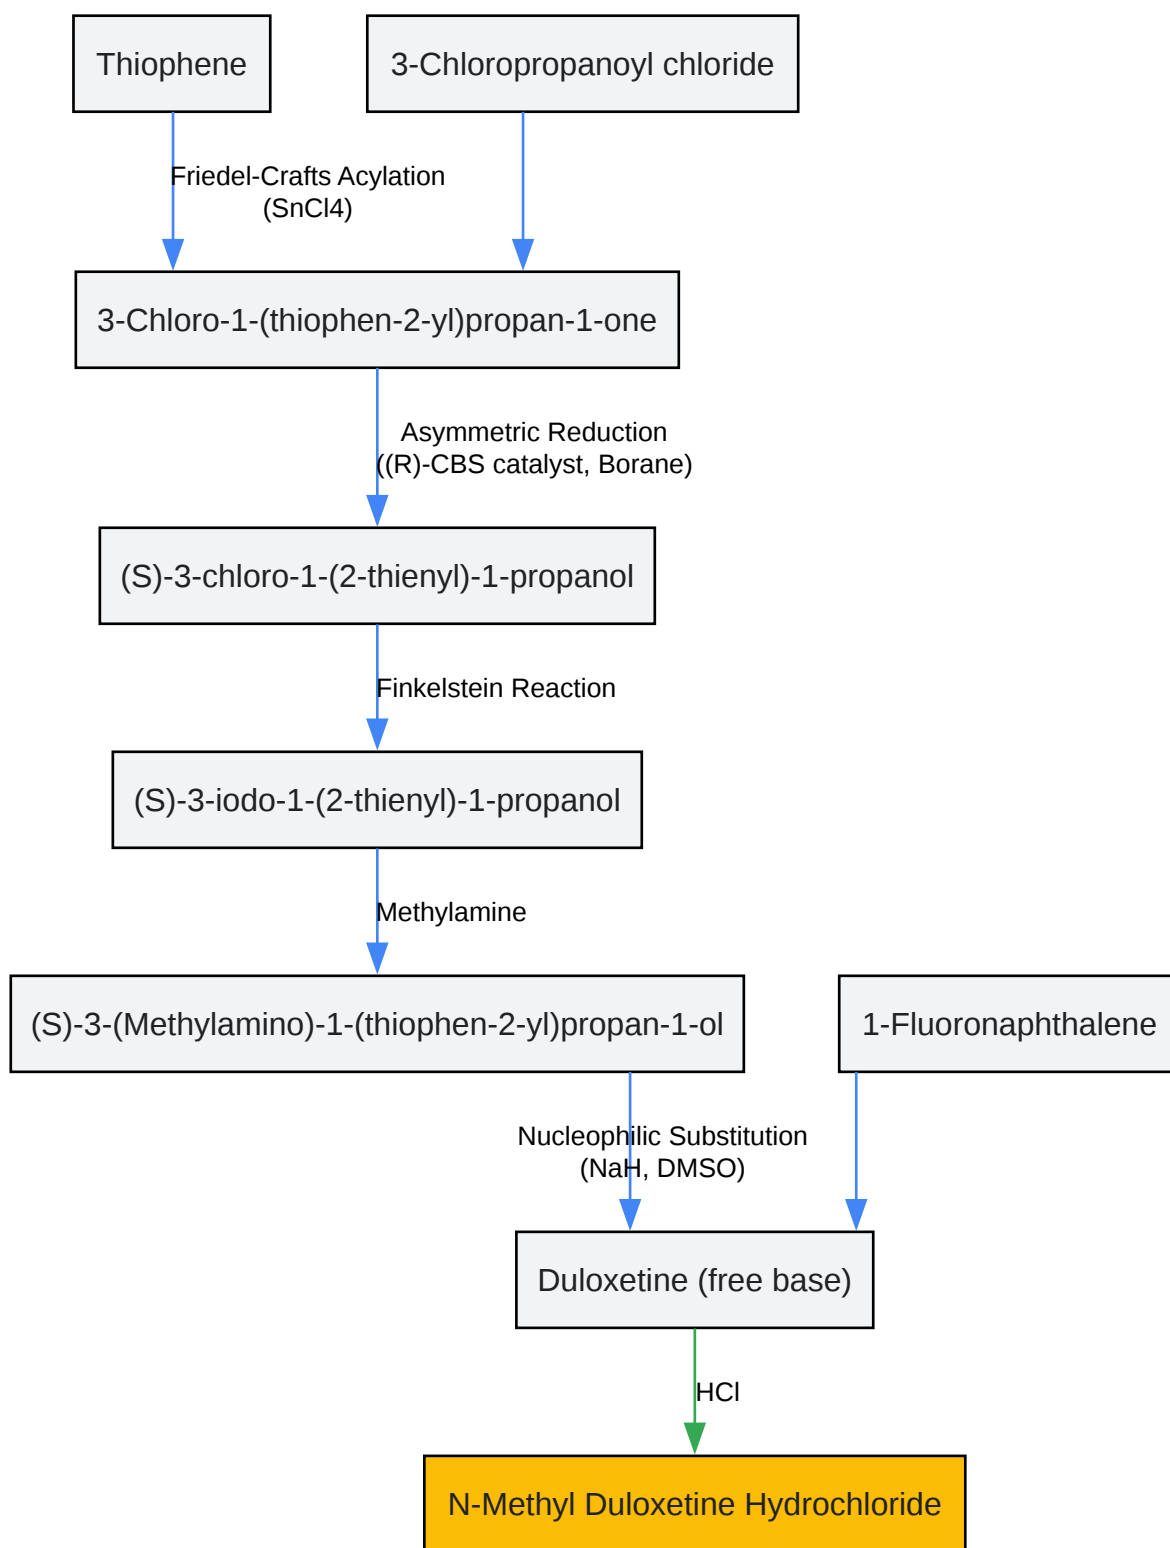 Thiophene
3-Chloropropanoyl chloride
Friedel-Crafts Acylation
(SnCl4)
3-Chloro-1-(thiophen-2-yl)propan-1-one
Asymmetric Reduction
((R)-CBS catalyst, Borane)
(S)-3-chloro-1-(2-thienyl)-1-propanol
Finkelstein Reaction
(S)-3-iodo-1-(2-thienyl)-1-propanol
Methylamine
(S)-3-(Methylamino)-1-(thiophen-2-yl)propan-1-ol
1-Fluoronaphthalene
Nucleophilic Substitution
(NaH, DMSO)
Duloxetine (free base)
HCl
N-Methyl Duloxetine Hydrochloride